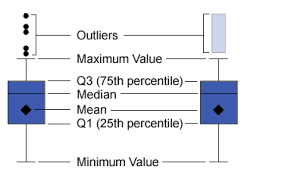 Outliers
Maximum Value
Q3 (75th percentile)
Median
Mean
Q1 (25th percentile)
Minimum Value